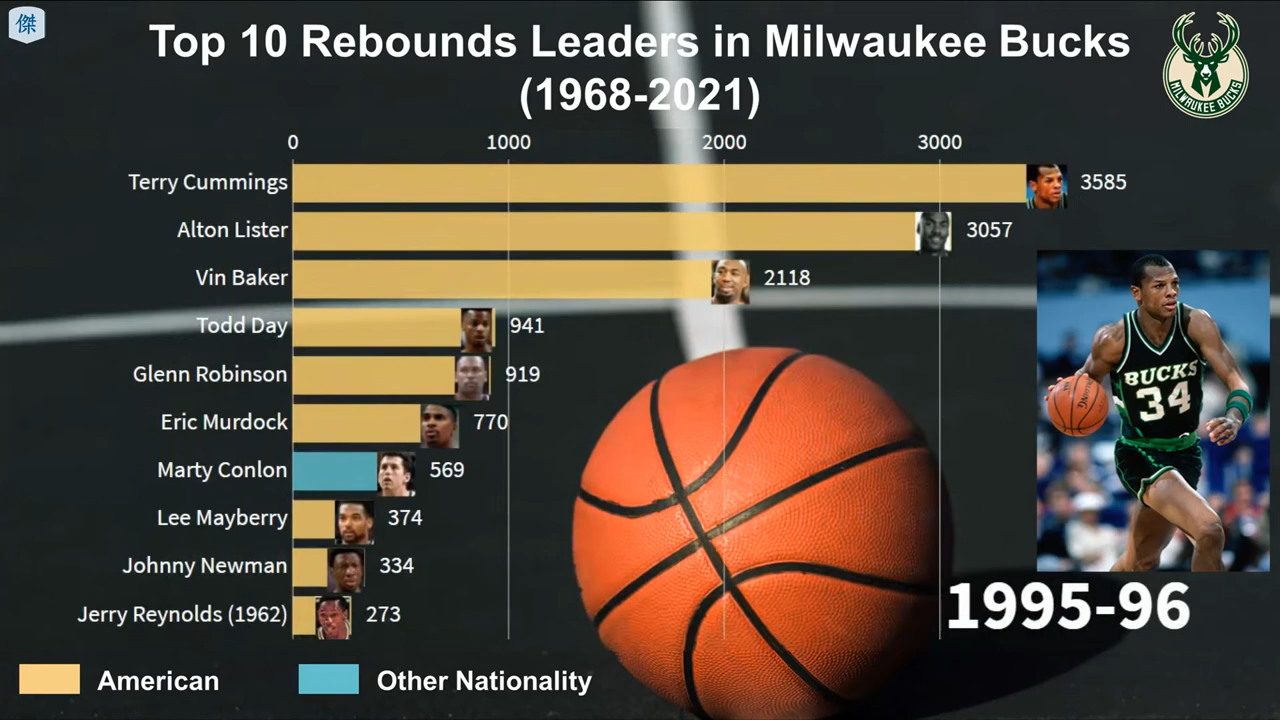 傑
Top 10 Rebounds Leaders in Milwaukee Bucks
(1968-2021)
MILWAUKEE BUCKS
0 1000 2000 3000
Terry Cummings 3585
Alton Lister 3057
Vin Baker 2118
Todd Day 941
Glenn Robinson 919
Eric Murdock 770
Marty Conlon 569
Lee Mayberry 374
Johnny Newman 334
Jerry Reynolds (1962) 273
BUCKS
34
1995-96
American Other Nationality